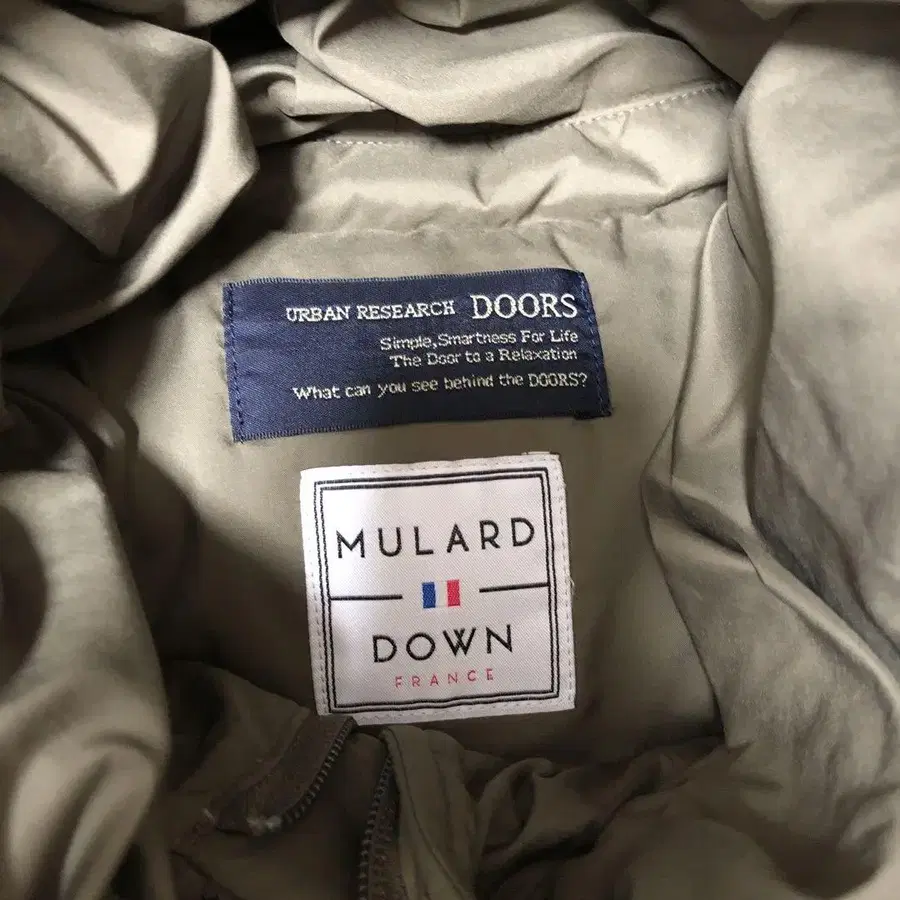 URBAN RESEARCH DOORS
Simple, Smartness For Life
The Door to a Relaxation
What can you see behind the DOORS?
MULARD
DOWN
FRANCE